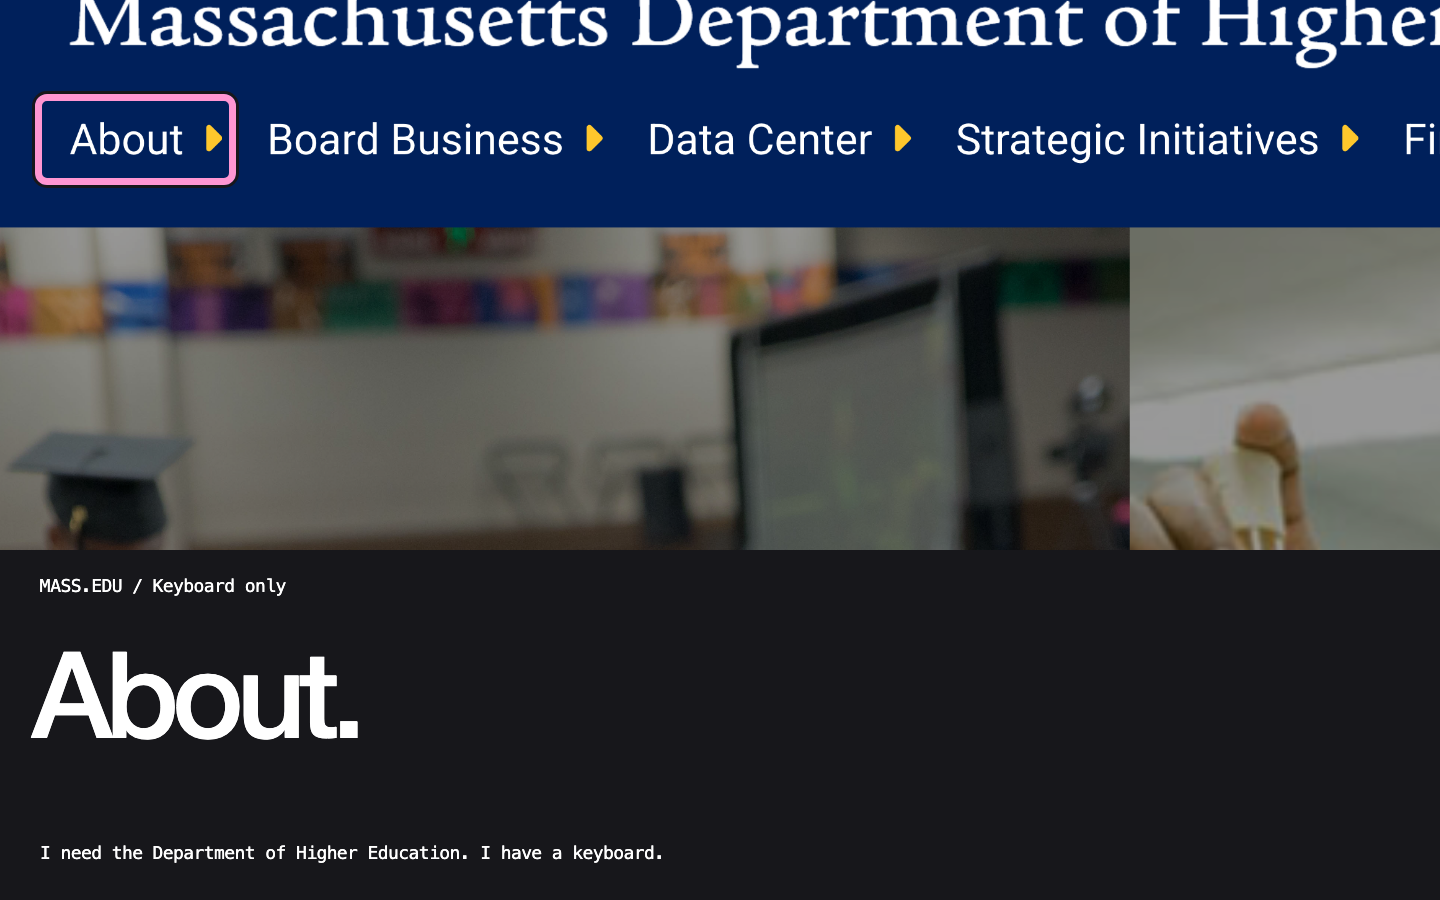 Massachusetts Department of Higher
About Board Business Data Center Strategic Initiatives Fi
MASS.EDU / Keyboard only
About.
I need the Department of Higher Education. I have a keyboard.